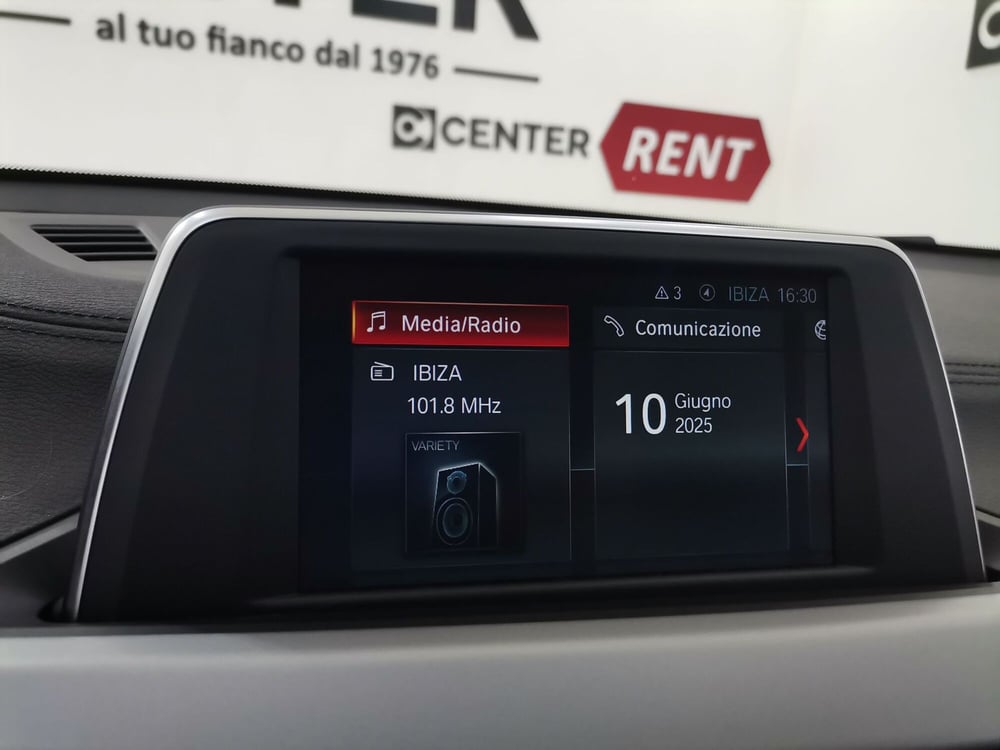 al tuo fianco dal 1976
CENTER RENT
3 IBIZA 16:30
Media/Radio
IBIZA
101.8 MHz
VARIETY
Comunicazione
10 Giugno
2025